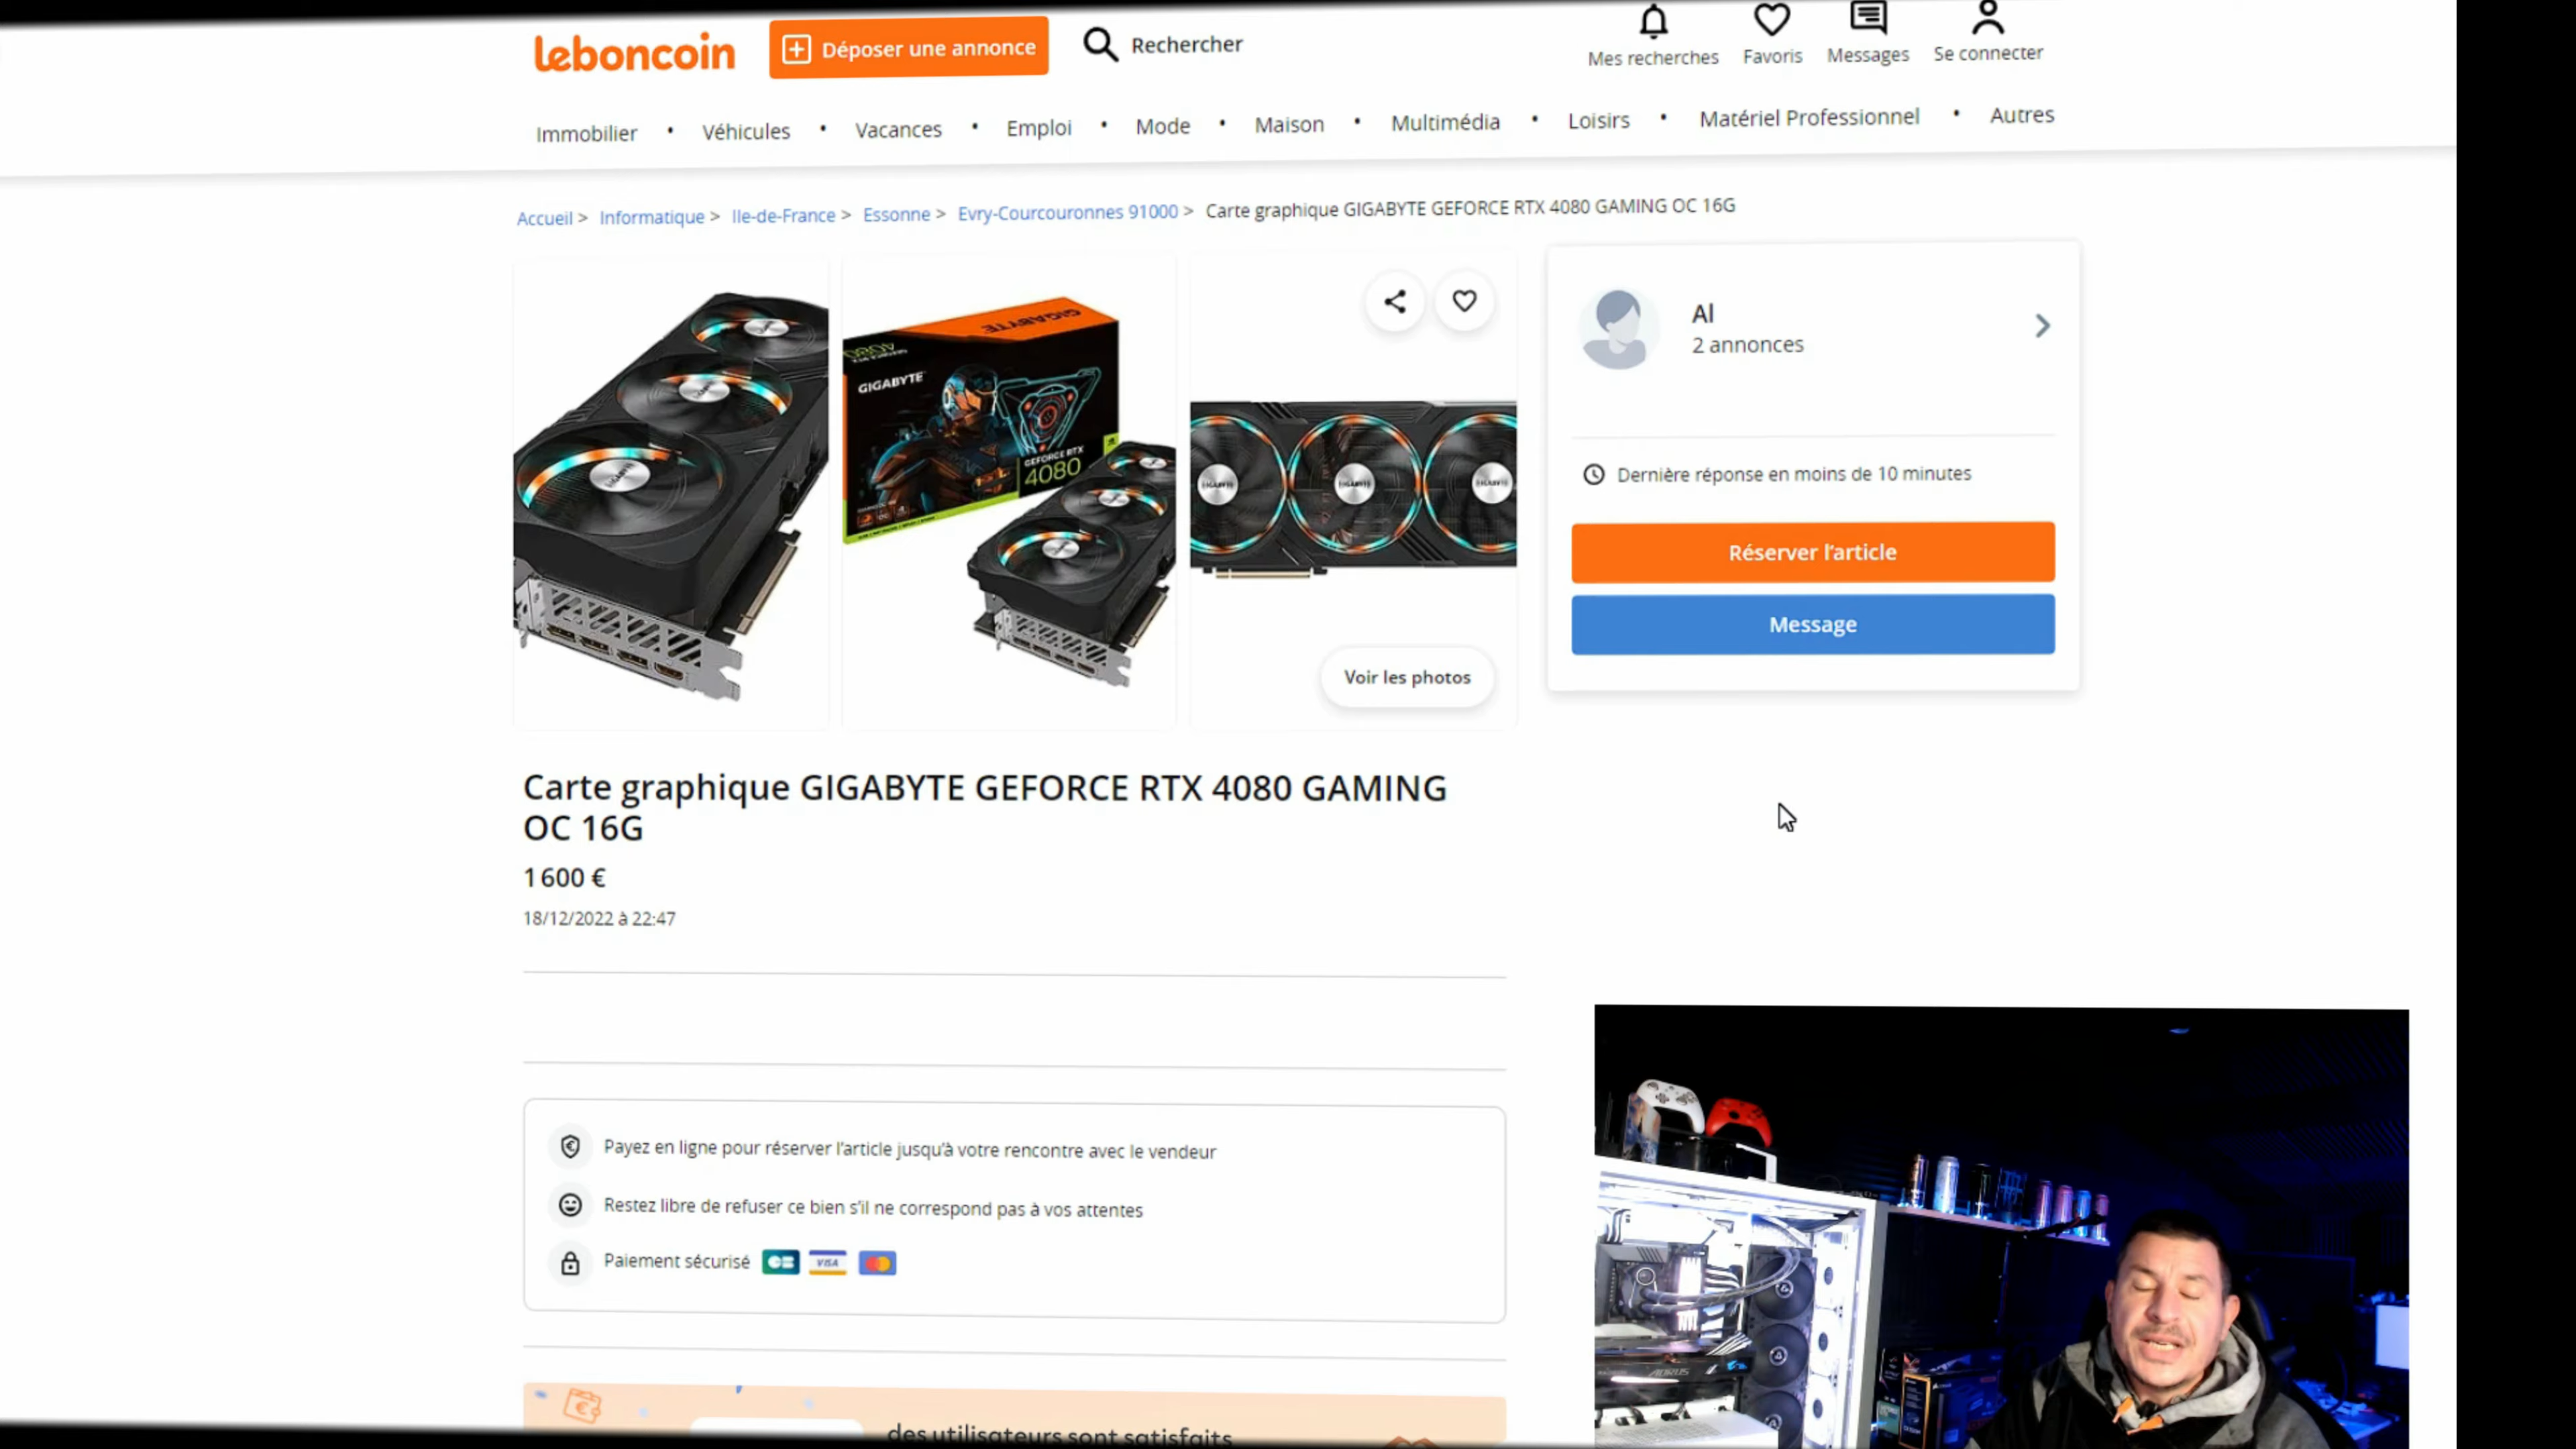 leboncoin
Déposer une annonce
Rechercher
Mes recherches
Favoris
Messages
Se connecter
Immobilier • Véhicules • Vacances • Emploi • Mode • Maison • Multimédia • Loisirs • Matériel Professionnel • Autres
Accueil > Informatique > Ile-de-France > Essonne > Evry-Courcouronnes 91000 > Carte graphique GIGABYTE GEFORCE RTX 4080 GAMING OC 16G
GIGABYTE
GIGABYTE
GEFORCE RTX
4080
Al
2 annonces
Dernière réponse en moins de 10 minutes
Réserver l'article
Message
Voir les photos
Carte graphique GIGABYTE GEFORCE RTX 4080 GAMING
OC 16G
1 600 €
18/12/2022 à 22:47
Payez en ligne pour réserver l'article jusqu'à votre rencontre avec le vendeur
Restez libre de refuser ce bien s'il ne correspond pas à vos attentes
Paiement sécurisé
CB
VISA
des utilisateurs sont satisfaits
AORUS